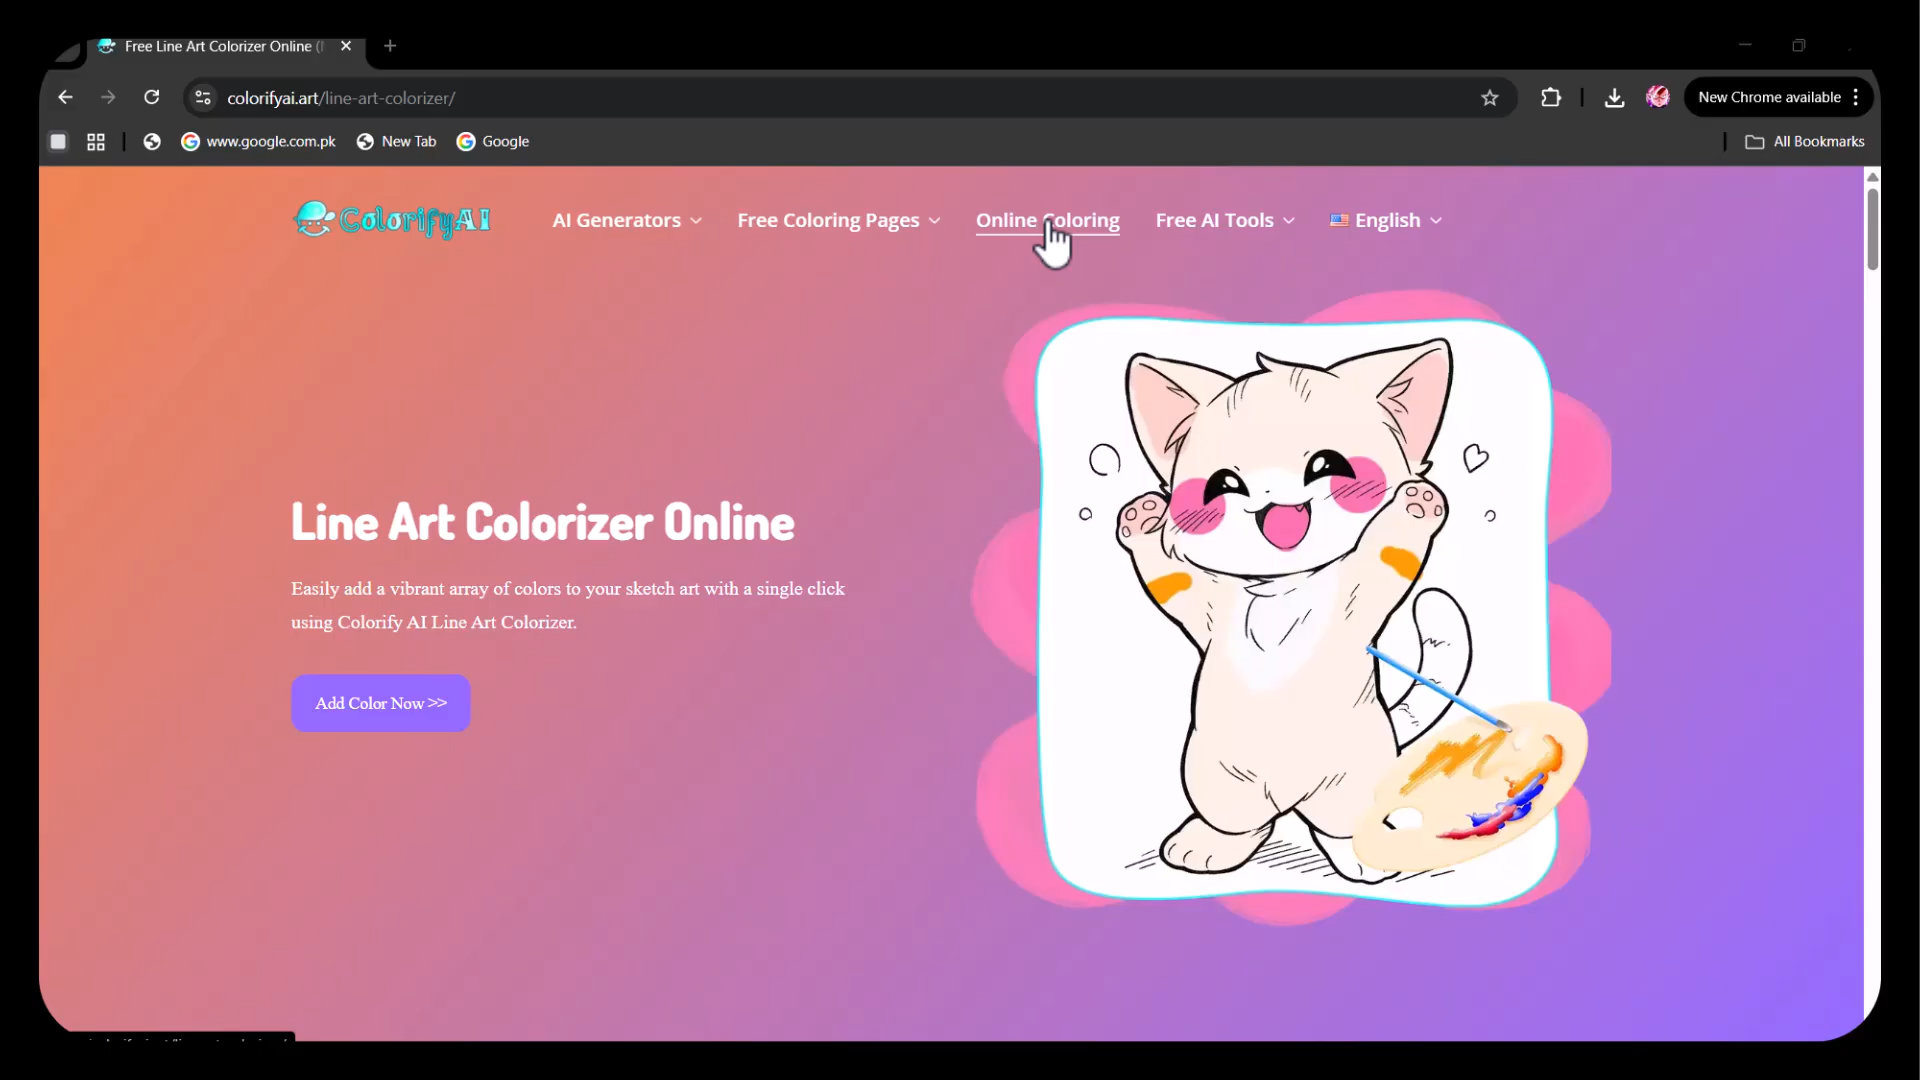 Free Line Art Colorizer Online (
colorifyai.art/line-art-colorizer/
New Chrome available
www.google.com.pk
New Tab
Google
All Bookmarks
ColorifyAI
AI Generators
Free Coloring Pages
Online Coloring
Free AI Tools
English
Line Art Colorizer Online
Easily add a vibrant array of colors to your sketch art with a single click
using Colorify AI Line Art Colorizer.
Add Color Now >>